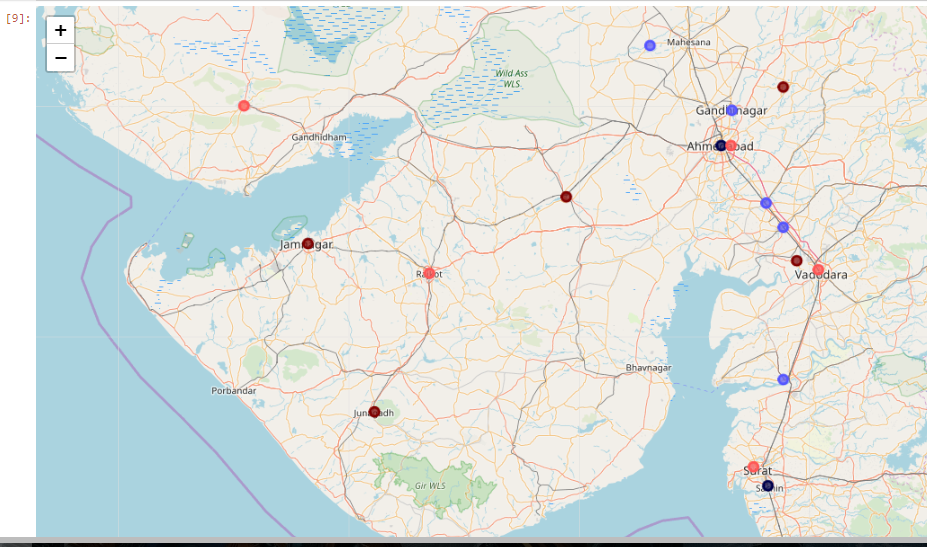 [9]:
+
−
Mahesana
Wild Ass
WLS
Gandhinagar
Gandhidham
Ahmedabad
Jamnagar
Rajkot
Vadodara
Bhavnagar
Porbandar
Junagadh
Surat
Gir WLS
Sachin